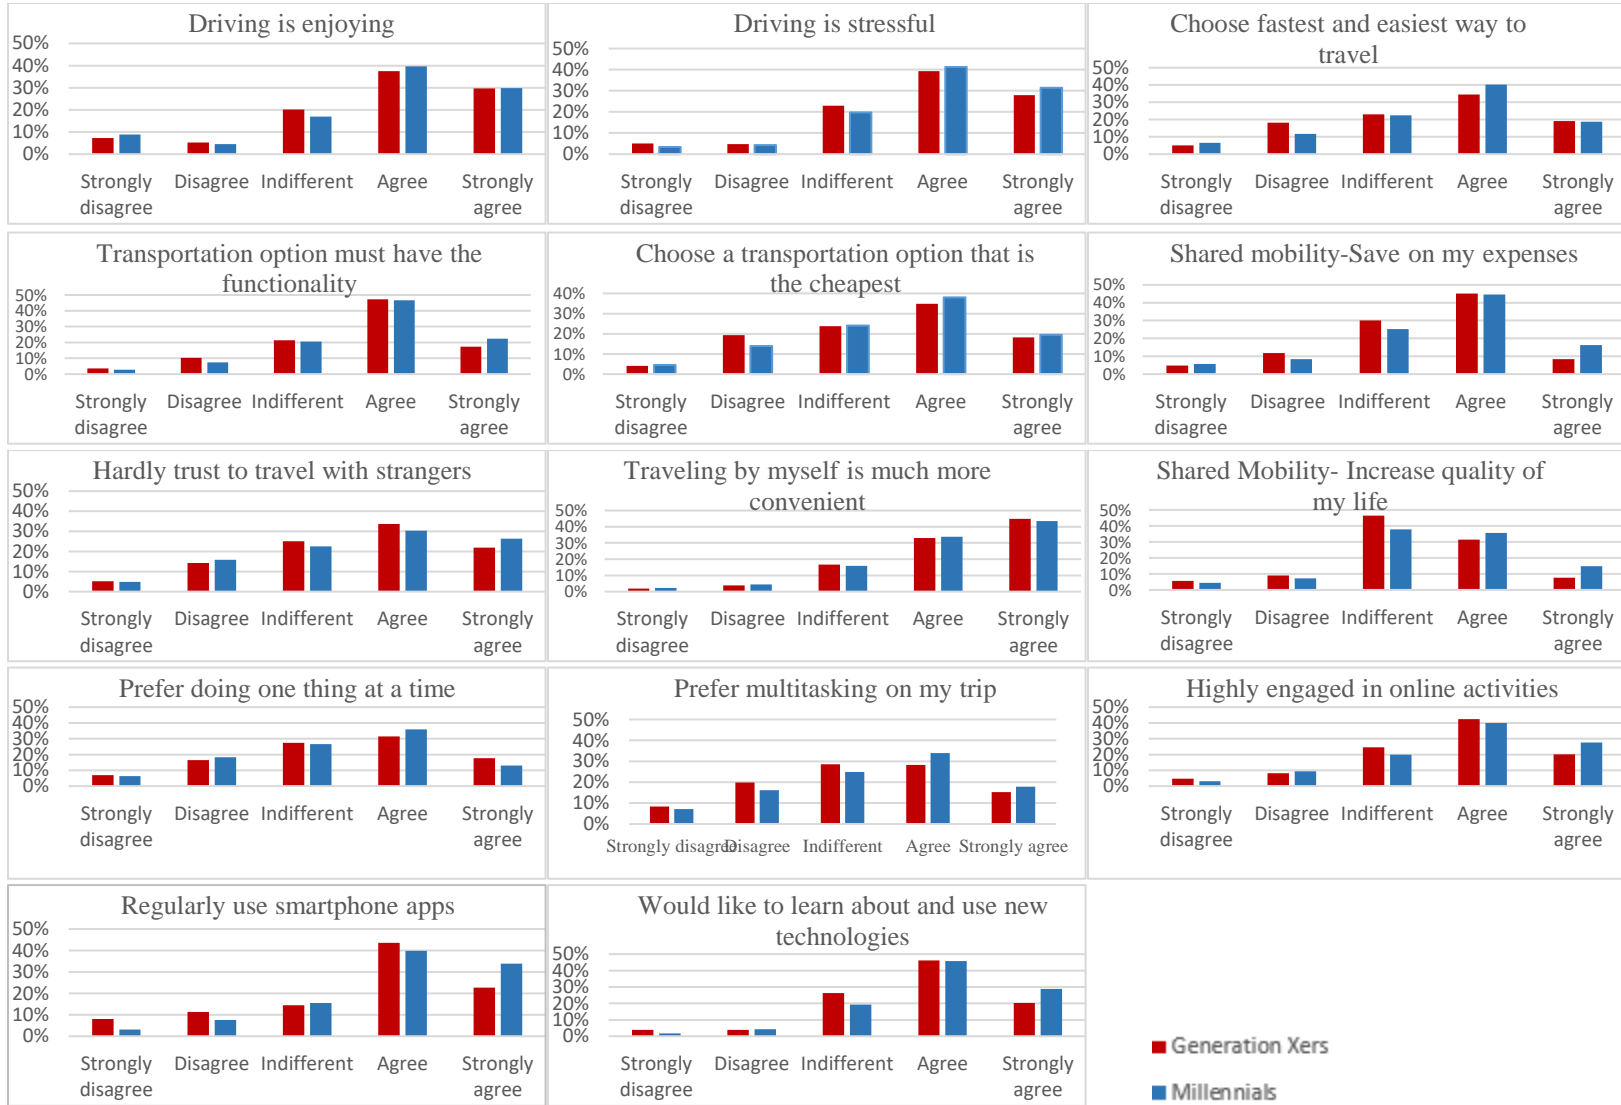 Driving is enjoying
50%
40%
30%
20%
10%
0%
Strongly disagree
Disagree
Indifferent
Agree
Strongly agree
Driving is stressful
50%
40%
30%
20%
10%
0%
Strongly disagree
Disagree
Indifferent
Agree
Strongly agree
Choose fastest and easiest way to
travel
50%
40%
30%
20%
10%
0%
Strongly disagree
Disagree
Indifferent
Agree
Strongly agree
Transportation option must have the
functionality
50%
40%
30%
20%
10%
0%
Strongly disagree
Disagree
Indifferent
Agree
Strongly agree
Choose a transportation option that is
the cheapest
40%
30%
20%
10%
0%
Strongly disagree
Disagree
Indifferent
Agree
Strongly agree
Shared mobility-Save on my expenses
50%
40%
30%
20%
10%
0%
Strongly disagree
Disagree
Indifferent
Agree
Strongly agree
Hardly trust to travel with strangers
50%
40%
30%
20%
10%
0%
Strongly disagree
Disagree
Indifferent
Agree
Strongly agree
Traveling by myself is much more
convenient
50%
40%
30%
20%
10%
0%
Strongly disagree
Disagree
Indifferent
Agree
Strongly agree
Shared Mobility- Increase quality of
my life
50%
40%
30%
20%
10%
0%
Strongly disagree
Disagree
Indifferent
Agree
Strongly agree
Prefer doing one thing at a time
50%
40%
30%
20%
10%
0%
Strongly disagree
Disagree
Indifferent
Agree
Strongly agree
Prefer multitasking on my trip
50%
40%
30%
20%
10%
0%
Strongly disagree
Disagree
Indifferent
Agree
Strongly agree
Highly engaged in online activities
50%
40%
30%
20%
10%
0%
Strongly disagree
Disagree
Indifferent
Agree
Strongly agree
Regularly use smartphone apps
50%
40%
30%
20%
10%
0%
Strongly disagree
Disagree
Indifferent
Agree
Strongly agree
Would like to learn about and use new
technologies
50%
40%
30%
20%
10%
0%
Strongly disagree
Disagree
Indifferent
Agree
Strongly agree
Generation Xers
Millennials